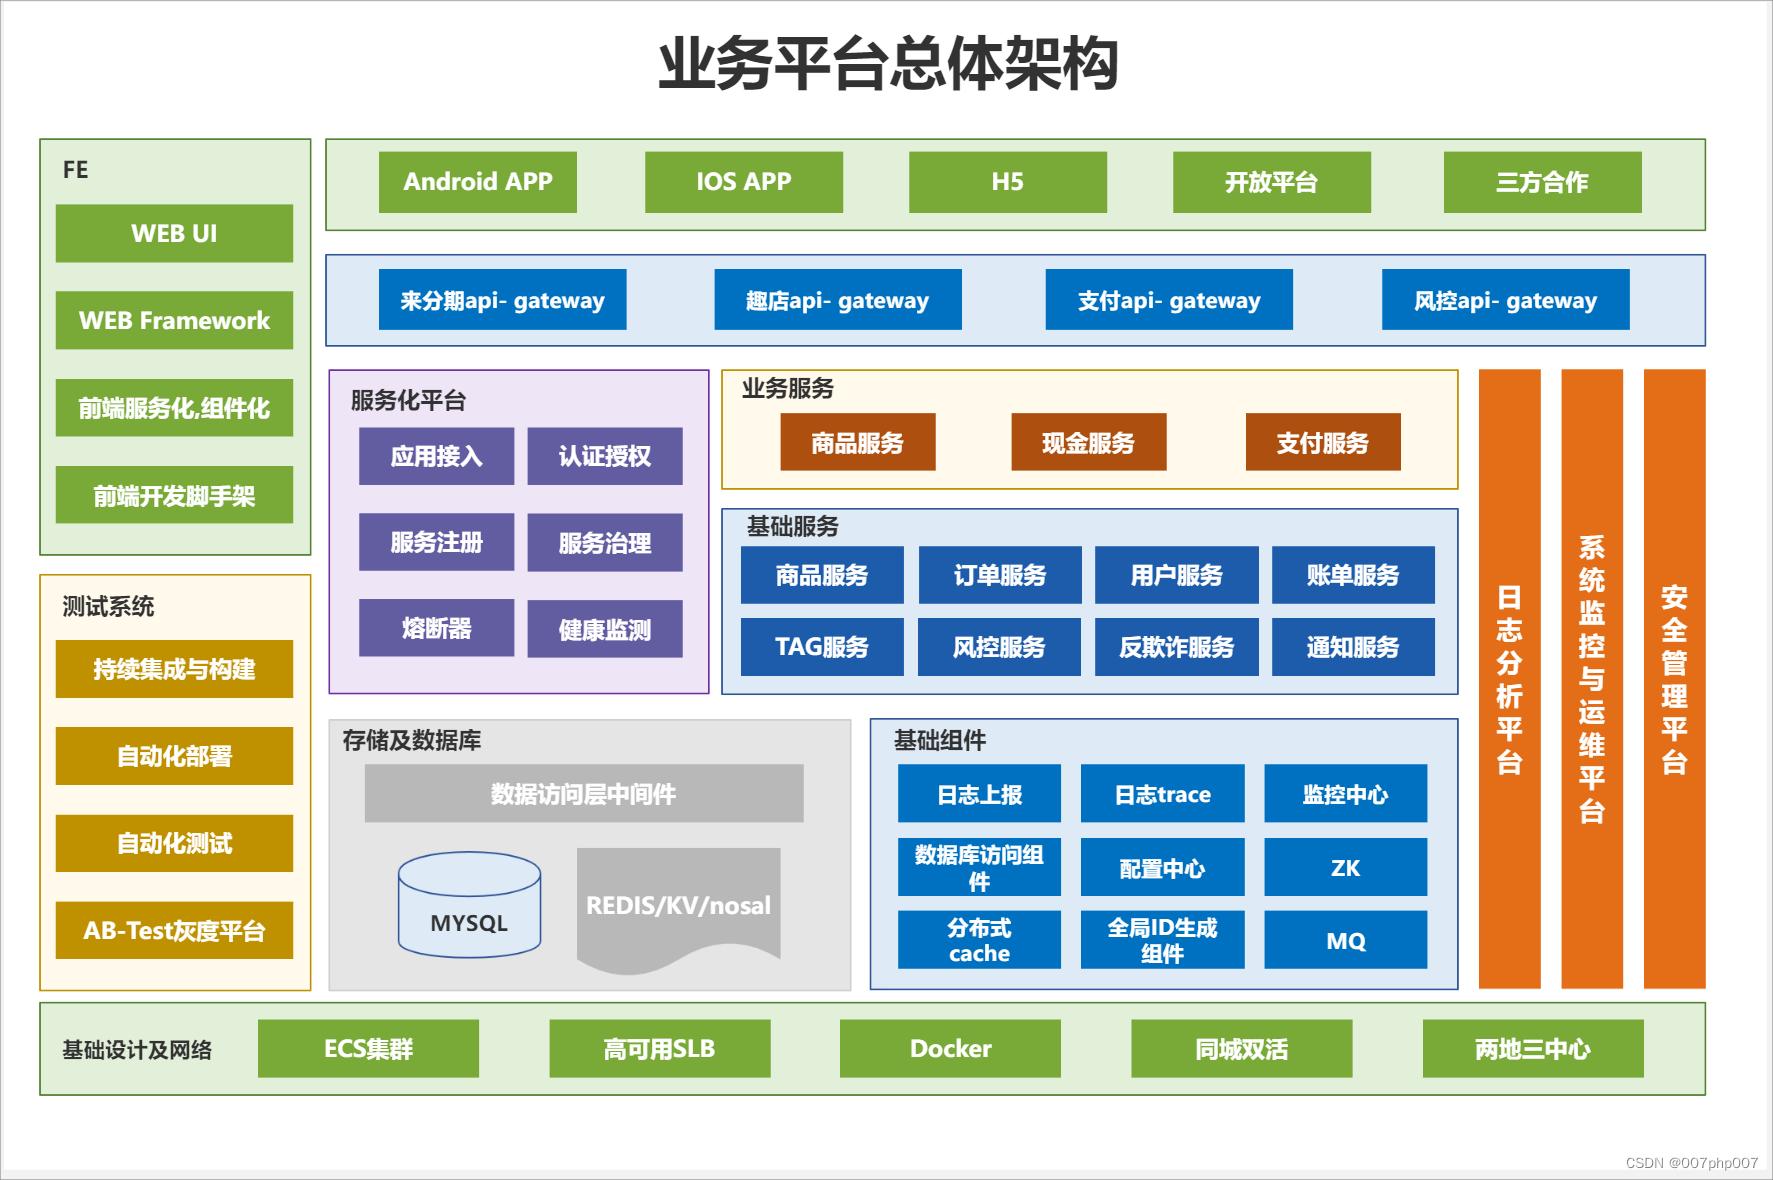 业务平台总体架构
FE
WEB UI
WEB Framework
前端服务化,组件化
前端开发脚手架
Android APP
IOS APP
H5
开放平台
三方合作
来分期api- gateway
趣店api- gateway
支付api- gateway
风控api- gateway
服务化平台
应用接入
认证授权
服务注册
服务治理
熔断器
健康监测
业务服务
商品服务
现金服务
支付服务
基础服务
商品服务
订单服务
用户服务
账单服务
TAG服务
风控服务
反欺诈服务
通知服务
日志分析平台
系统监控与运维平台
安全管理平台
测试系统
持续集成与构建
自动化部署
自动化测试
AB-Test灰度平台
存储及数据库
数据访问层中间件
MYSQL
REDIS/KV/nosal
基础组件
日志上报
日志trace
监控中心
数据库访问组
件
配置中心
ZK
分布式
cache
全局ID生成
组件
MQ
基础设计及网络
ECS集群
高可用SLB
Docker
同城双活
两地三中心
CSDN @007php007